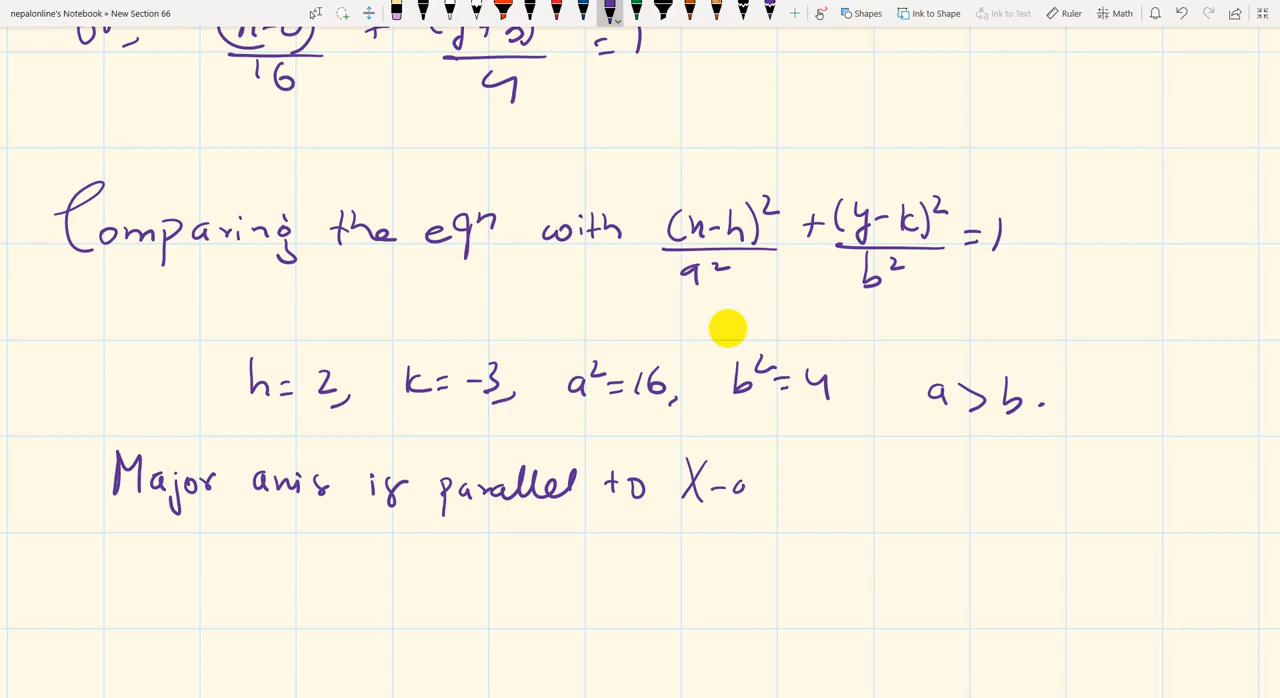 nepalonline's Notebook » New Section 66
Shapes Ink to Shape Ink to Text Ruler Math
16 + 4 = 1
Comparing the eqn with (x-h)²/a² + (y-k)²/b² = 1
h = 2, k = -3, a² = 16, b² = 4 a > b.
Major axis is parallel to X-a